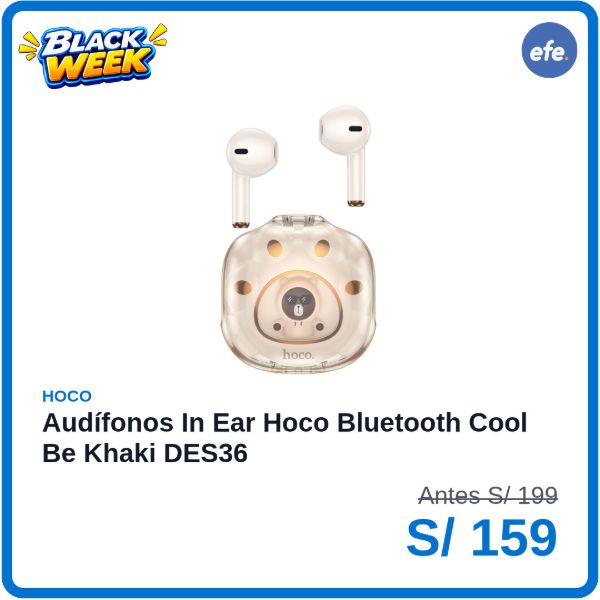 BLACK
WEEK
efe.
hoco.
HOCO
Audífonos In Ear Hoco Bluetooth Cool
Be Khaki DES36
Antes S/ 199
S/ 159